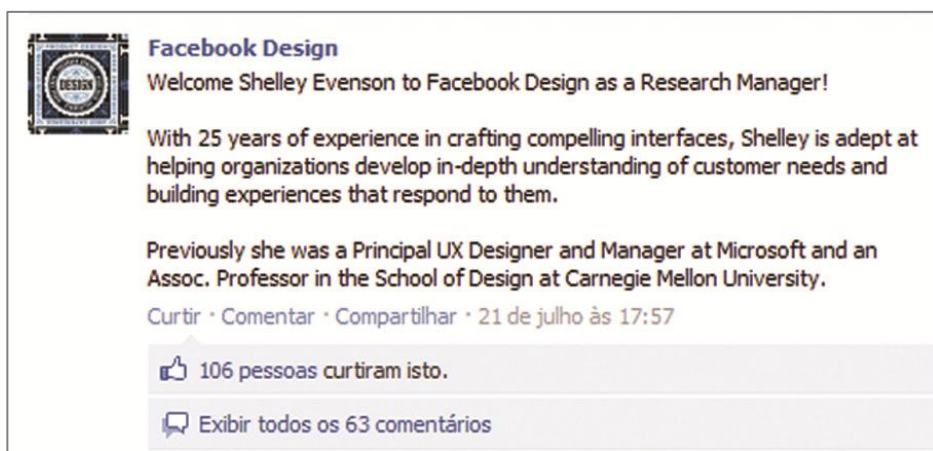 DESIGN
Facebook Design
Welcome Shelley Evenson to Facebook Design as a Research Manager!
With 25 years of experience in crafting compelling interfaces, Shelley is adept at
helping organizations develop in-depth understanding of customer needs and
building experiences that respond to them.
Previously she was a Principal UX Designer and Manager at Microsoft and an
Assoc. Professor in the School of Design at Carnegie Mellon University.
Curtir · Comentar · Compartilhar · 21 de julho às 17:57
106 pessoas curtiram isto.
Exibir todos os 63 comentários